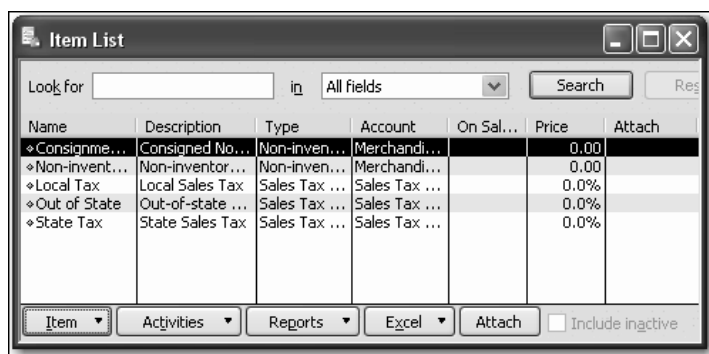 Item List
Look for in All fields Search Res
Name Description Type Account On Sal... Price Attach
Consignme... Consigned No... Non-inven... Merchandi... 0.00
Non-invent... Non-inventor... Non-inven... Merchandi... 0.00
Local Tax Local Sales Tax Sales Tax ... Sales Tax ... 0.0%
Out of State Out-of-state ... Sales Tax ... Sales Tax ... 0.0%
State Tax State Sales Tax Sales Tax ... Sales Tax ... 0.0%
Item Activities Reports Excel Attach Include inactive